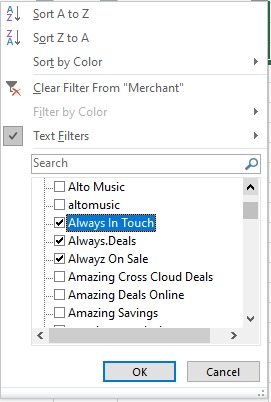 Sort A to Z
Sort Z to A
Sort by Color
Clear Filter From "Merchant"
Filter by Color
Text Filters
Search
Alto Music
altomusic
Always In Touch
Always.Deals
Alwayz On Sale
Amazing Cross Cloud Deals
Amazing Deals Online
Amazing Savings
OK
Cancel